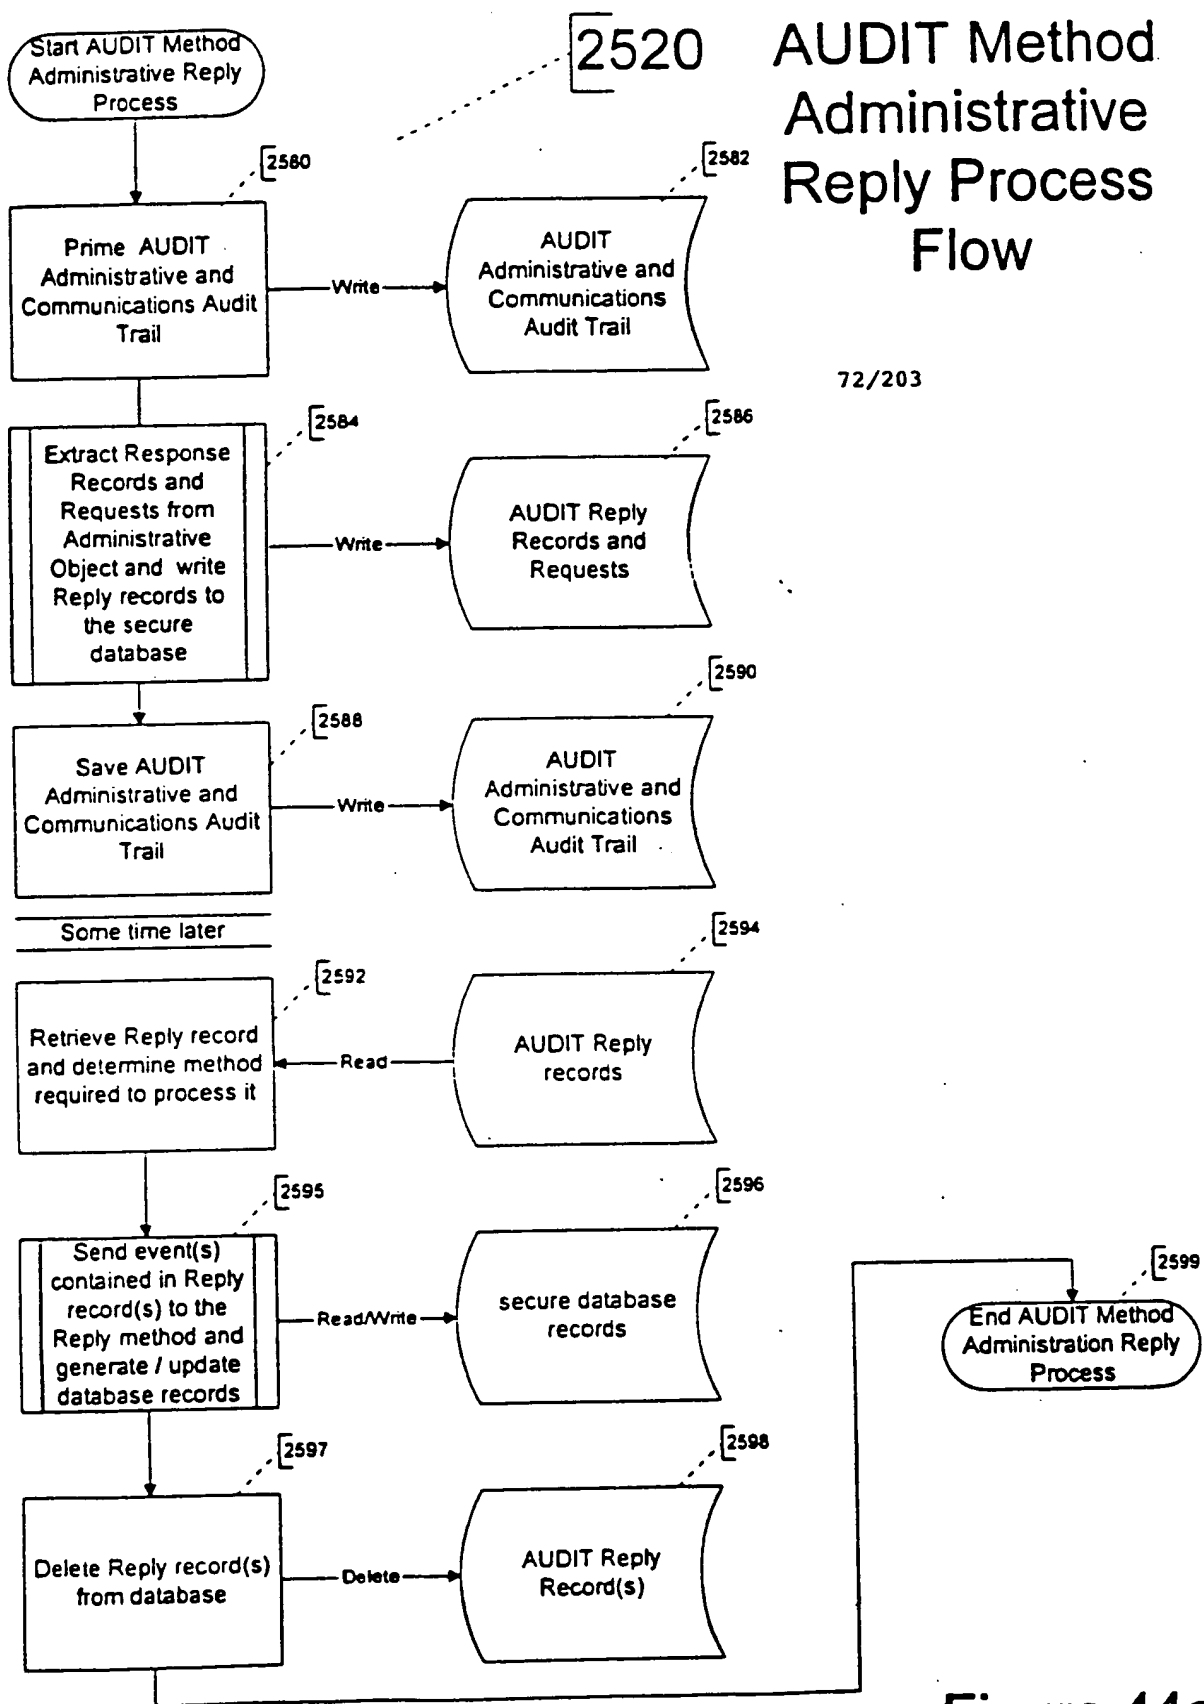 2520
AUDIT Method
Administrative
Reply Process
Flow
72/203
Start AUDIT Method
Administrative Reply
Process
2580
Prime AUDIT
Administrative and
Communications Audit
Trail
Write
2582
AUDIT
Administrative and
Communications
Audit Trail
2584
Extract Response
Records and
Requests from
Administrative
Object and write
Reply records to
the secure
database
Write
2586
AUDIT Reply
Records and
Requests
2588
Save AUDIT
Administrative and
Communications Audit
Trail
Write
2590
AUDIT
Administrative and
Communications
Audit Trail
Some time later
2592
Retrieve Reply record
and determine method
required to process it
Read
2594
AUDIT Reply
records
2595
Send event(s)
contained in Reply
record(s) to the
Reply method and
generate / update
database records
Read/Write
2596
secure database
records
2597
Delete Reply record(s)
from database
Delete
2598
AUDIT Reply
Record(s)
2599
End AUDIT Method
Administration Reply
Process